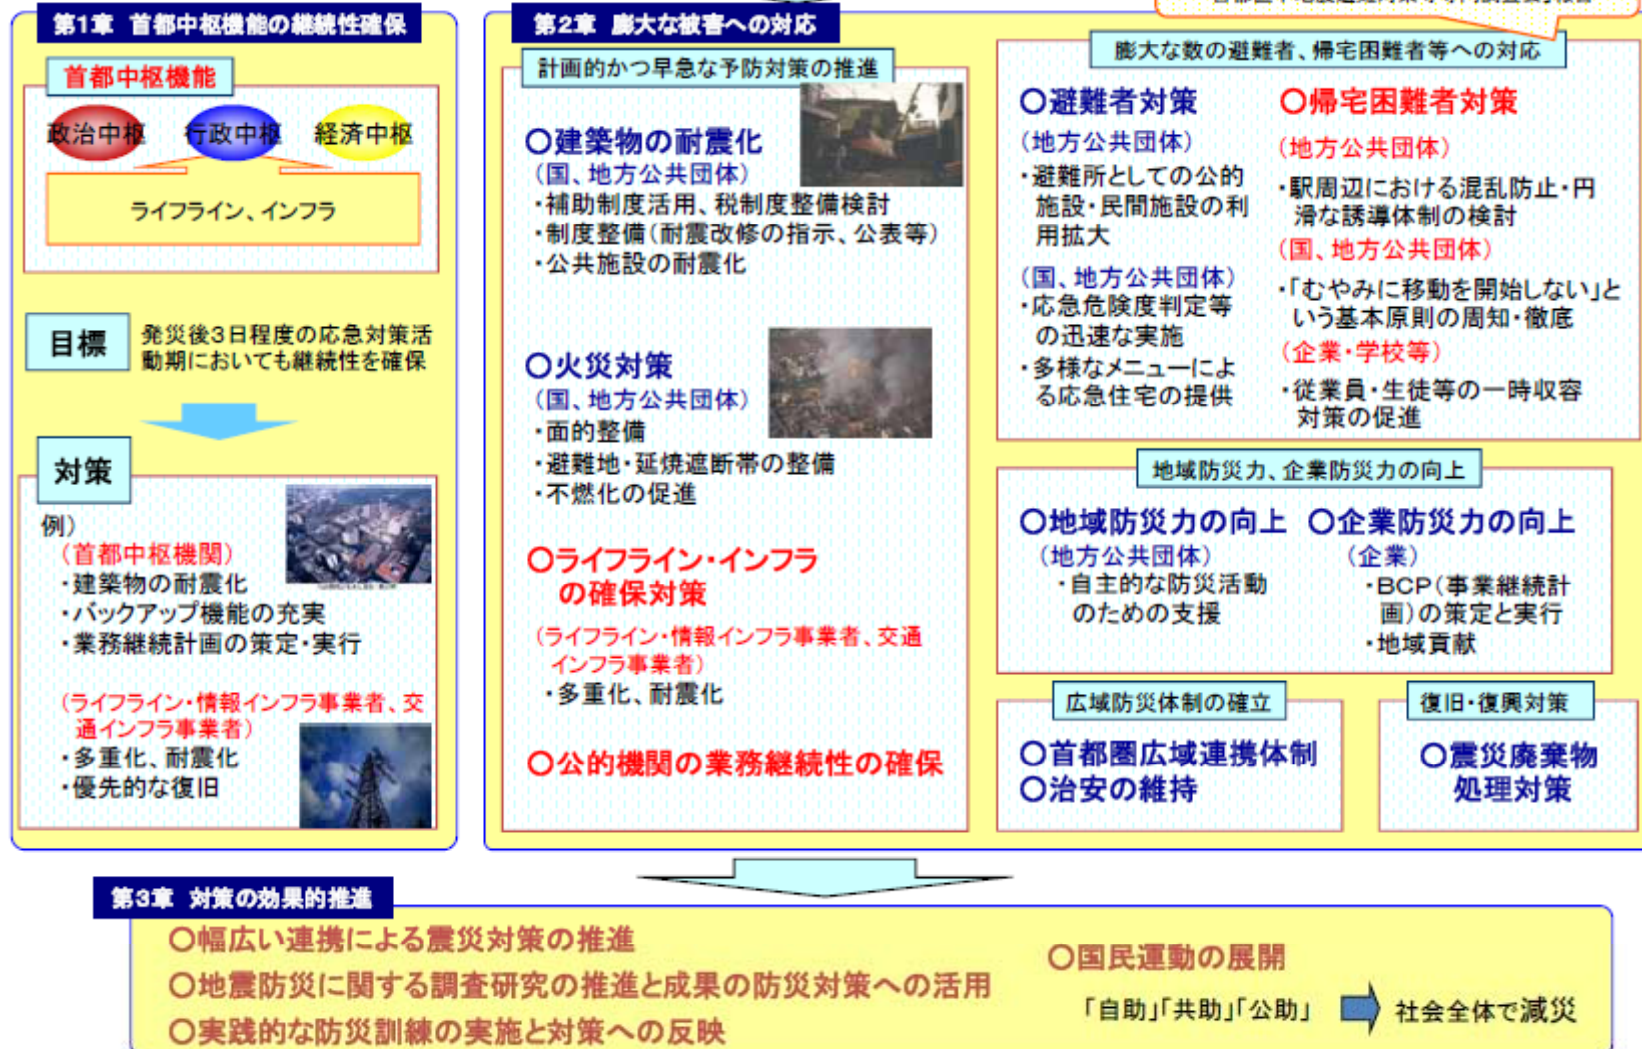 第1章 首都中枢機能の継続性確保
首都中枢機能
政治中枢
行政中枢
経済中枢
ライフライン、インフラ
目標
発災後3日程度の応急対策活
動期においても継続性を確保
対策
例)
(首都中枢機関)
・建築物の耐震化
・バックアップ機能の充実
・業務継続計画の策定・実行
(ライフライン・情報インフラ事業者、交
通インフラ事業者)
・多重化、耐震化
・優先的な復旧
第2章 膨大な被害への対応
計画的かつ早急な予防対策の推進
○建築物の耐震化
(国、地方公共団体)
・補助制度活用、税制度整備検討
・制度整備(耐震改修の指示、公表等)
・公共施設の耐震化
○火災対策
(国、地方公共団体)
・面的整備
・避難地・延焼遮断帯の整備
・不燃化の促進
○ライフライン・インフラ
の確保対策
(ライフライン・情報インフラ事業者、交通
インフラ事業者)
・多重化、耐震化
○公的機関の業務継続性の確保
膨大な数の避難者、帰宅困難者等への対応
○避難者対策
(地方公共団体)
・避難所としての公的
施設・民間施設の利
用拡大
(国、地方公共団体)
・応急危険度判定等
の迅速な実施
・多様なメニューによ
る応急住宅の提供
○帰宅困難者対策
(地方公共団体)
・駅周辺における混乱防止・円
滑な誘導体制の検討
(国、地方公共団体)
・「むやみに移動を開始しない」と
いう基本原則の周知・徹底
(企業・学校等)
・従業員・生徒等の一時収容
対策の促進
地域防災力、企業防災力の向上
○地域防災力の向上
(地方公共団体)
・自主的な防災活動
のための支援
○企業防災力の向上
(企業)
・BCP(事業継続計
画)の策定と実行
・地域貢献
広域防災体制の確立
○首都圏広域連携体制
○治安の維持
復旧・復興対策
○震災廃棄物
処理対策
第3章 対策の効果的推進
○幅広い連携による震災対策の推進
○地震防災に関する調査研究の推進と成果の防災対策への活用
○実践的な防災訓練の実施と対策への反映
○国民運動の展開
「自助」「共助」「公助」
社会全体で減災